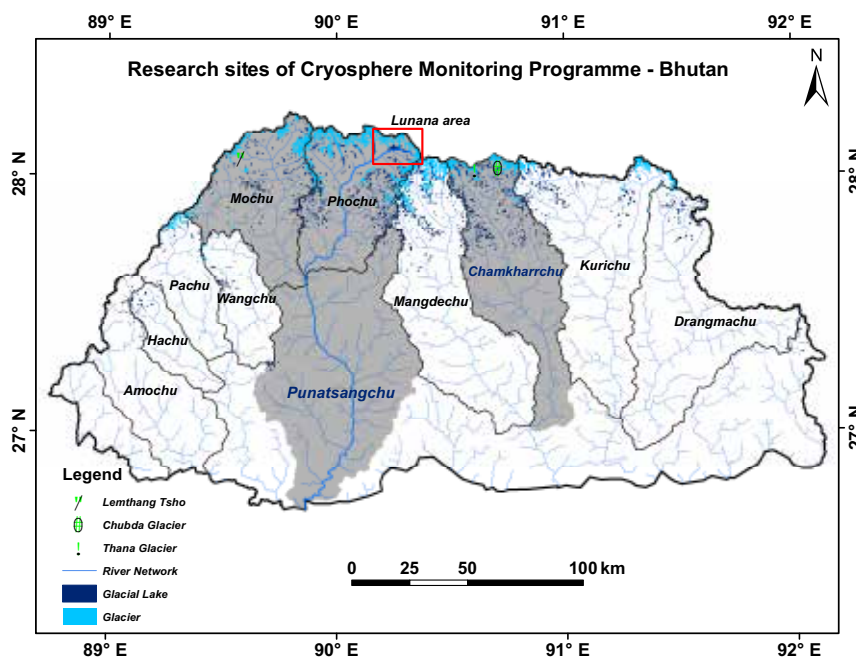 89° E 90° E 91° E 92° E
Research sites of Cryosphere Monitoring Programme - Bhutan
N
Lunana area
28° N
28° N
Mochu
Phochu
Chamkharrchu
Kurichu
Pachu
Wangchu
Mangdechu
Drangmachu
Hachu
Amochu
Punatsangchu
27° N
27° N
Legend
Lemthang Tsho
Chubda Glacier
Thana Glacier
River Network
Glacial Lake
Glacier
0 25 50 100 km
89° E 90° E 91° E 92° E